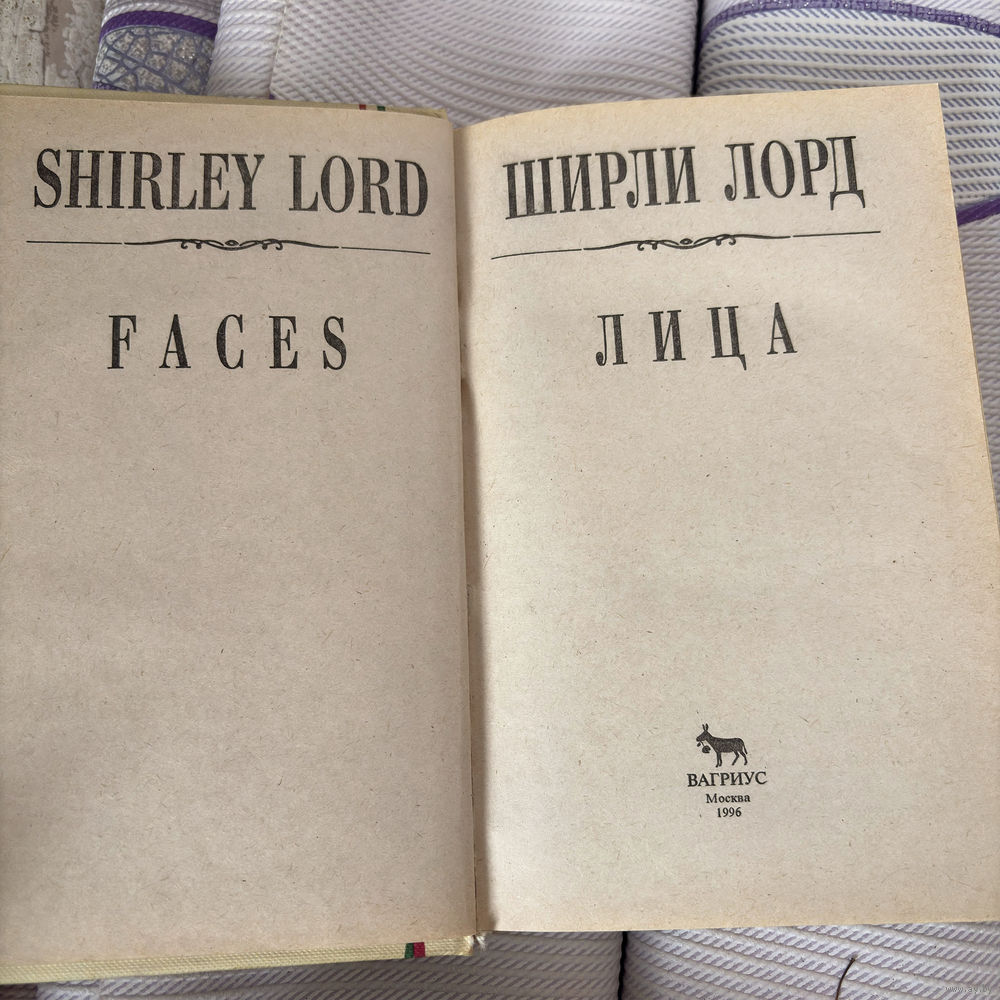 SHIRLEY LORD
FACES
ШИРЛИ ЛОРД
ЛИЦА
ВАГРИУС
Москва
1996